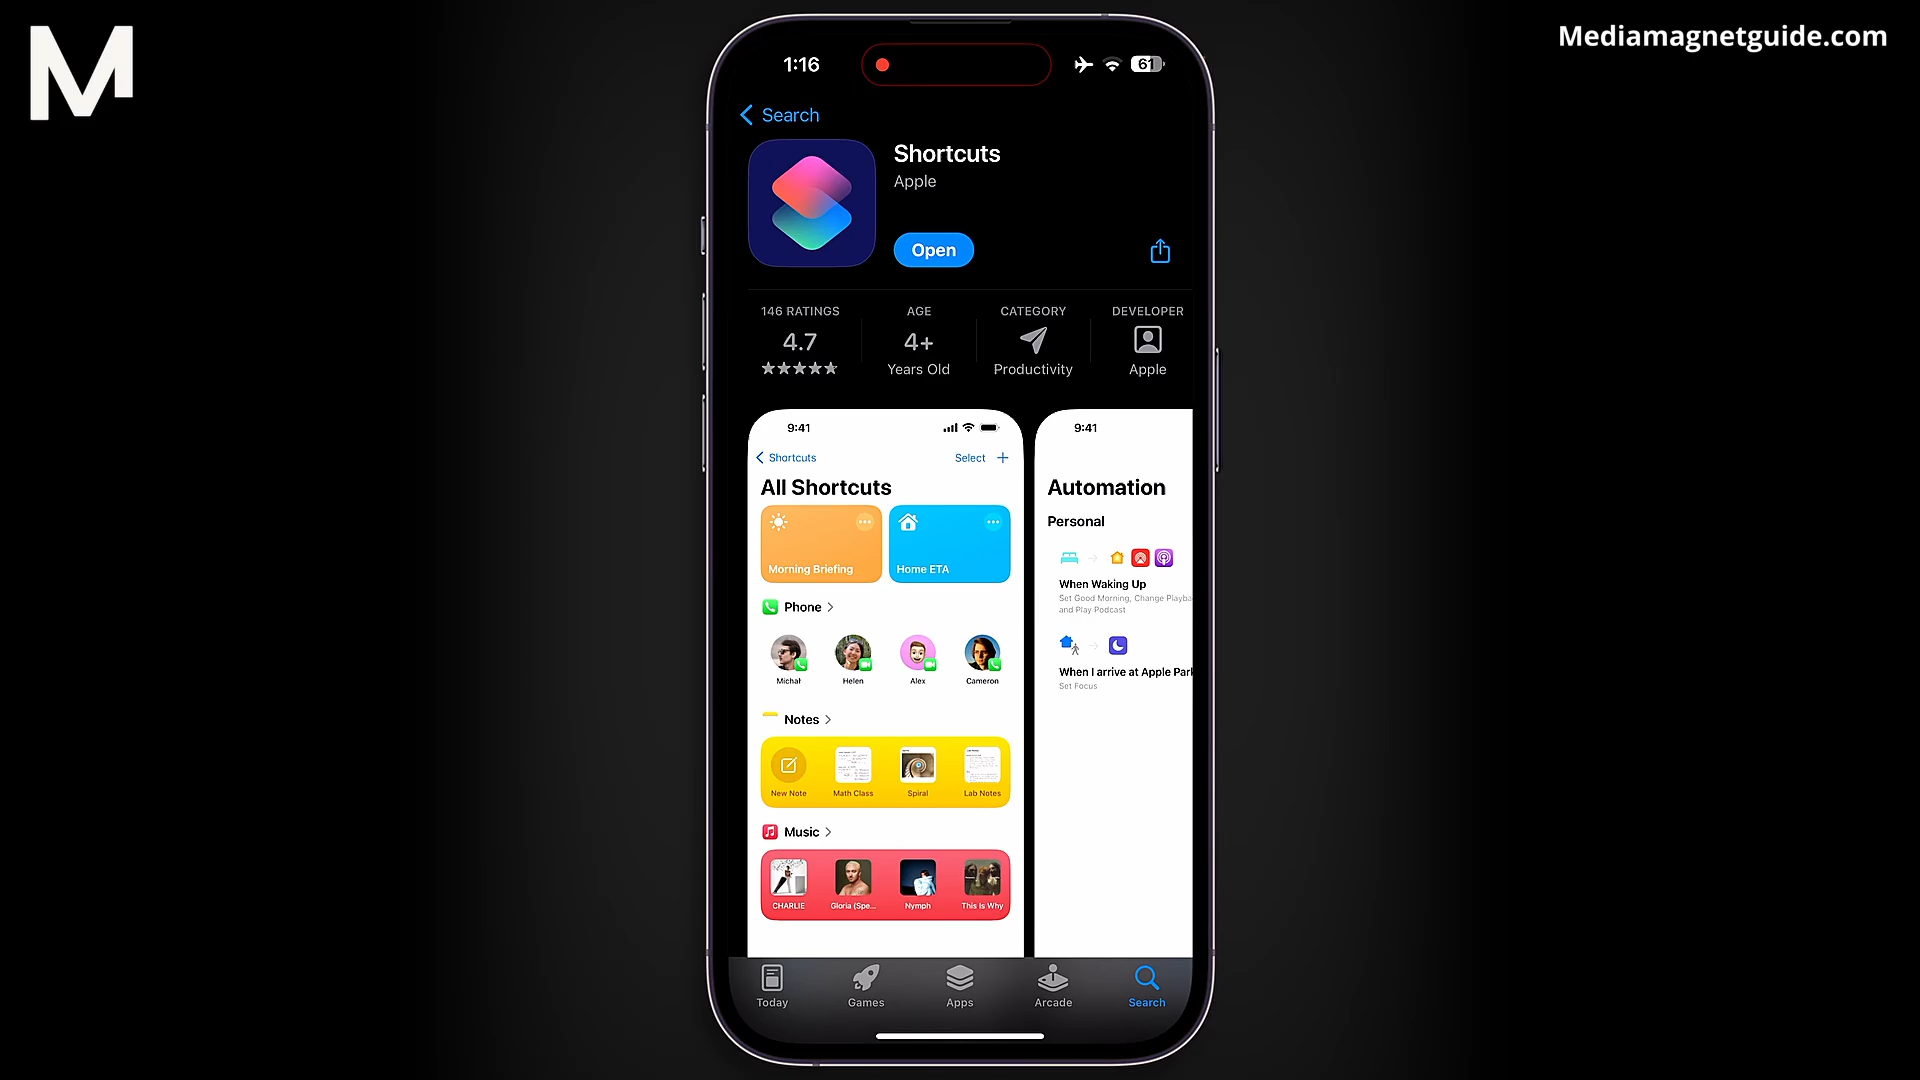 M
Mediamagnetguide.com
1:16
61
Search
Shortcuts
Apple
Open
146 RATINGS
4.7
AGE
4+
Years Old
CATEGORY
Productivity
DEVELOPER
Apple
9:41
Shortcuts
Select +
All Shortcuts
Morning Briefing
Home ETA
Phone
Michah
Helen
Alex
Cameron
Notes
New Note
Math Class
Spiral
Lab Notes
Music
CHARLIE
Gloria (Spe...
Nymph
This Is Why
9:41
Automation
Personal
When Waking Up
Set Good Morning, Change Playba
and Play Podcast
When I arrive at Apple Park
Set Focus
Today
Games
Apps
Arcade
Search